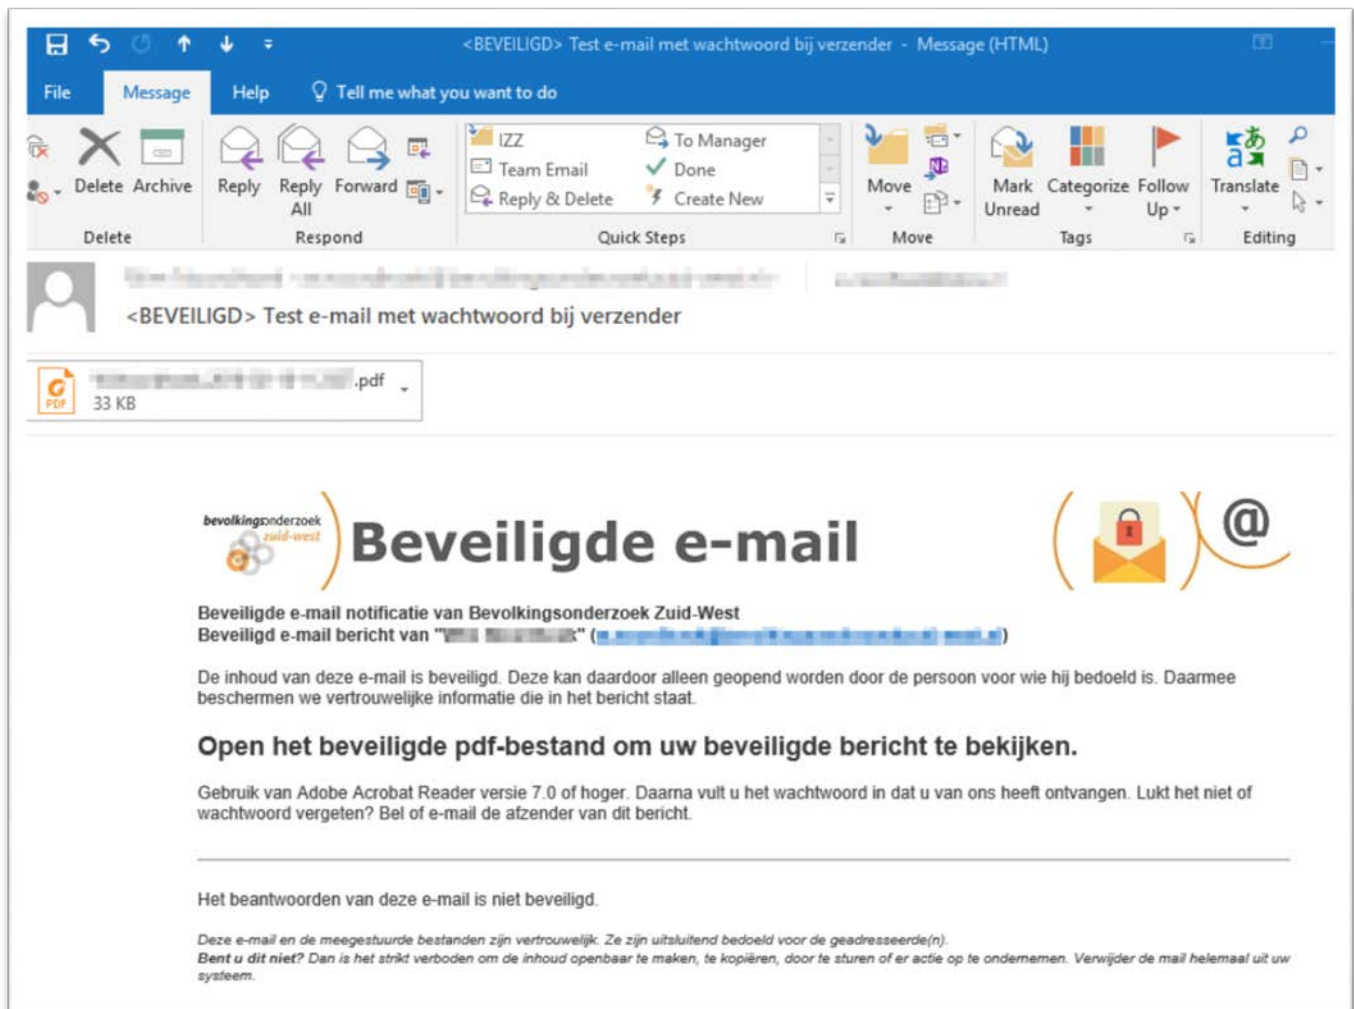 <BEVEILIGD> Test e-mail met wachtwoord bij verzender - Message (HTML)
File Message Help Tell me what you want to do
IZZ To Manager
Team Email Done
Reply & Delete Create New
Delete Archive Reply Reply All Forward Move Mark Unread Categorize Follow Up Translate
Delete Respond Quick Steps Move Tags Editing
<BEVEILIGD> Test e-mail met wachtwoord bij verzender
.pdf
PDF 33 KB
bevolkingsonderzoek
zuid-west
Beveiligde e-mail
@
Beveiligde e-mail notificatie van Bevolkingsonderzoek Zuid-West
Beveiligd e-mail bericht van " " ( )
De inhoud van deze e-mail is beveiligd. Deze kan daardoor alleen geopend worden door de persoon voor wie hij bedoeld is. Daarmee
beschermen we vertrouwelijke informatie die in het bericht staat.
Open het beveiligde pdf-bestand om uw beveiligde bericht te bekijken.
Gebruik van Adobe Acrobat Reader versie 7.0 of hoger. Daarna vult u het wachtwoord in dat u van ons heeft ontvangen. Lukt het niet of
wachtwoord vergeten? Bel of e-mail de afzender van dit bericht.
Het beantwoorden van deze e-mail is niet beveiligd.
Deze e-mail en de meegestuurde bestanden zijn vertrouwelijk. Ze zijn uitsluitend bedoeld voor de geadresseerde(n).
Bent u dit niet? Dan is het strikt verboden om de inhoud openbaar te maken, te kopiëren, door te sturen of er actie op te ondernemen. Verwijder de mail helemaal uit uw
systeem.